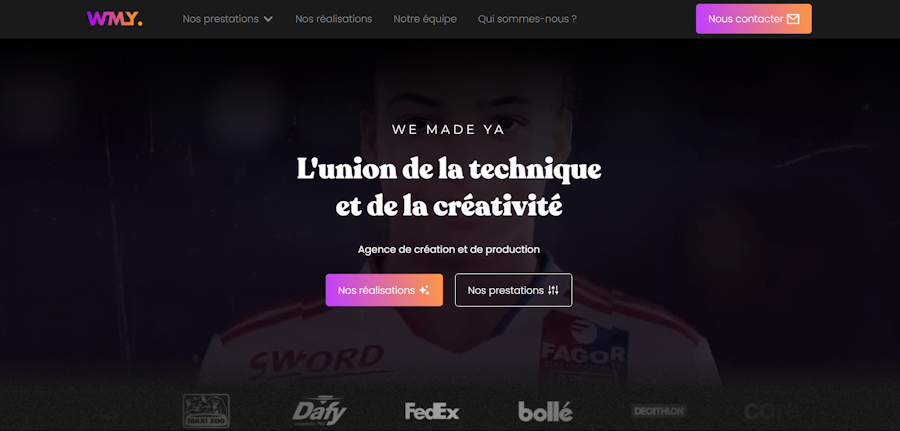 WMY.
Nos prestations
Nos réalisations
Notre équipe
Qui sommes-nous ?
Nous contacter
WE MADE YA
L'union de la technique
et de la créativité
Agence de création et de production
Nos réalisations
Nos prestations
SWORD
FAGOR
MAXI ZOO
Dafy
FedEx
bollé
DECATHLON